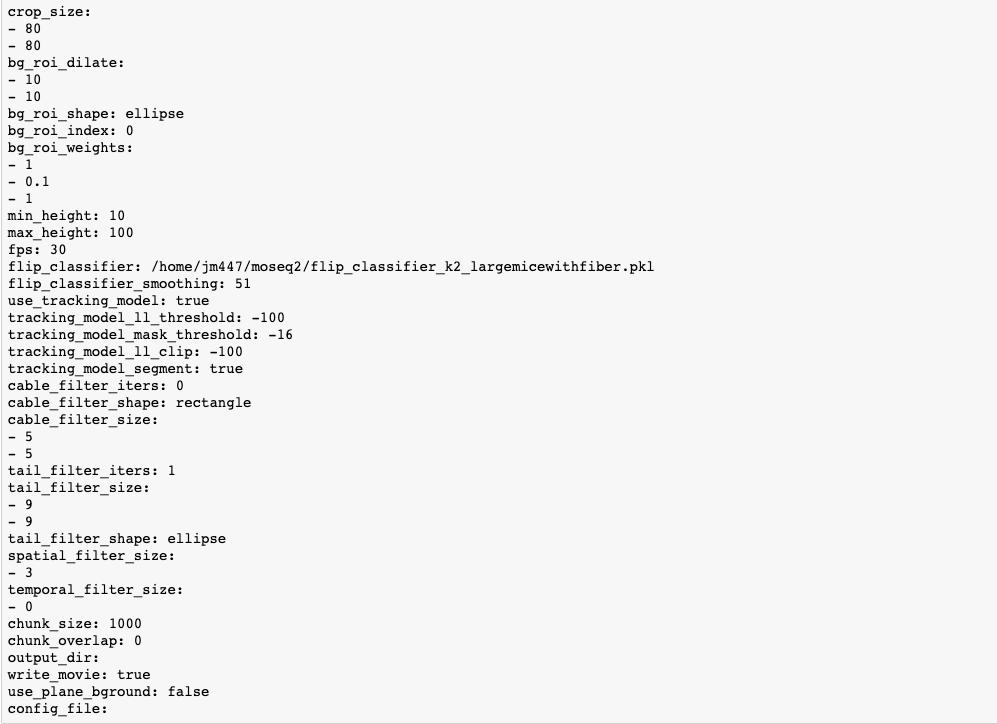 crop_size:
- 80
- 80
bg_roi_dilate:
- 10
- 10
bg_roi_shape: ellipse
bg_roi_index: 0
bg_roi_weights:
- 1
- 0.1
- 1
min_height: 10
max_height: 100
fps: 30
flip_classifier: /home/jm447/moseq2/flip_classifier_k2_largemicewithfiber.pkl
flip_classifier_smoothing: 51
use_tracking_model: true
tracking_model_ll_threshold: -100
tracking_model_mask_threshold: -16
tracking_model_ll_clip: -100
tracking_model_segment: true
cable_filter_iters: 0
cable_filter_shape: rectangle
cable_filter_size:
- 5
- 5
tail_filter_iters: 1
tail_filter_size:
- 9
- 9
tail_filter_shape: ellipse
spatial_filter_size:
- 3
temporal_filter_size:
- 0
chunk_size: 1000
chunk_overlap: 0
output_dir:
write_movie: true
use_plane_bground: false
config_file: